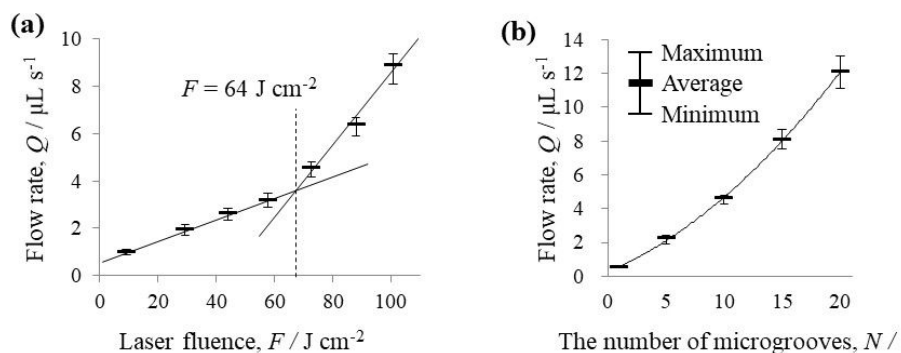 (a)
Flow rate, Q / μL s-1
10
8
6
4
2
0
F = 64 J cm-2
0 20 40 60 80 100
Laser fluence, F / J cm-2
(b)
Flow rate, Q / μL s-1
14
12
10
8
6
4
2
0
Maximum
Average
Minimum
0 5 10 15 20
The number of microgrooves, N /